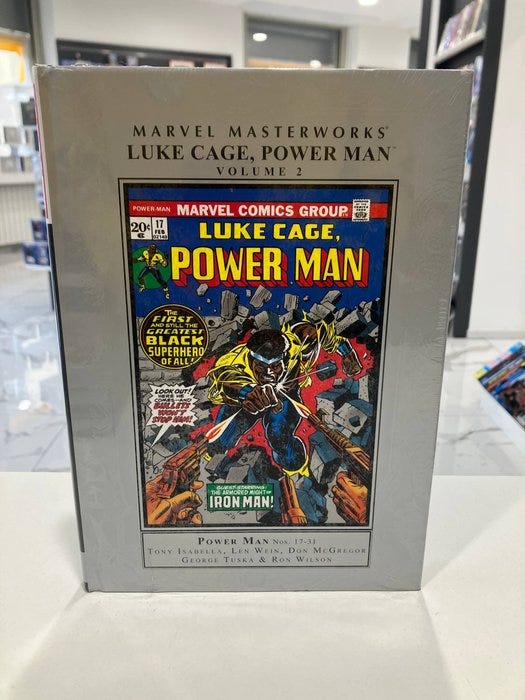 MARVEL MASTERWORKS®
LUKE CAGE, POWER MAN™
VOLUME 2
POWER-MAN MARVEL COMICS GROUP
20¢ 17
FEB
02140
LUKE CAGE,
POWER MAN
THE
FIRST
AND STILL THE
GREATEST
BLACK
SUPERHERO
OF ALL!
LOOK OUT!
HERE HE
COMES--AND
BULLETS
WON'T
STOP HIM!
GUEST-STARRING:
THE ARMORED MIGHT OF
IRON MAN!
POWER MAN NOS. 17-31
TONY ISABELLA, LEN WEIN, DON MCGREGOR
GEORGE TUSKA & RON WILSON